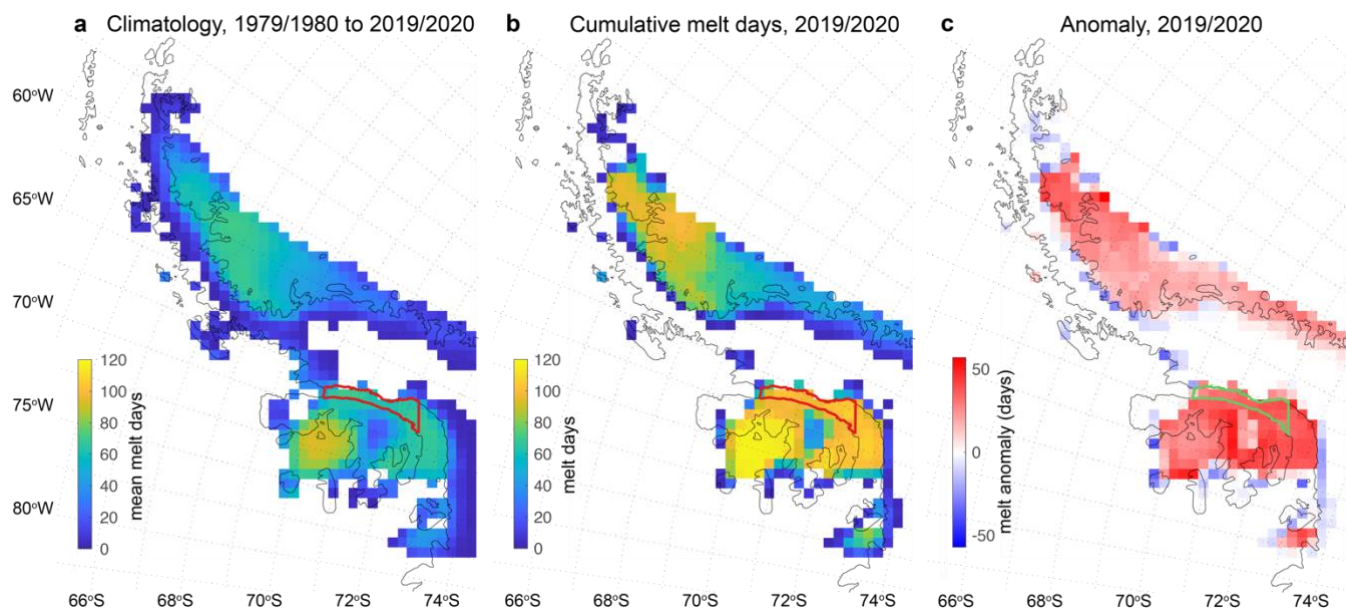 a Climatology, 1979/1980 to 2019/2020
b Cumulative melt days, 2019/2020
c Anomaly, 2019/2020
60°W
65°W
70°W
75°W
80°W
120
100
80
60
40
20
0
mean melt days
120
100
80
60
40
20
0
melt days
50
0
-50
melt anomaly (days)
66°S 68°S 70°S 72°S 74°S
66°S 68°S 70°S 72°S 74°S
66°S 68°S 70°S 72°S 74°S